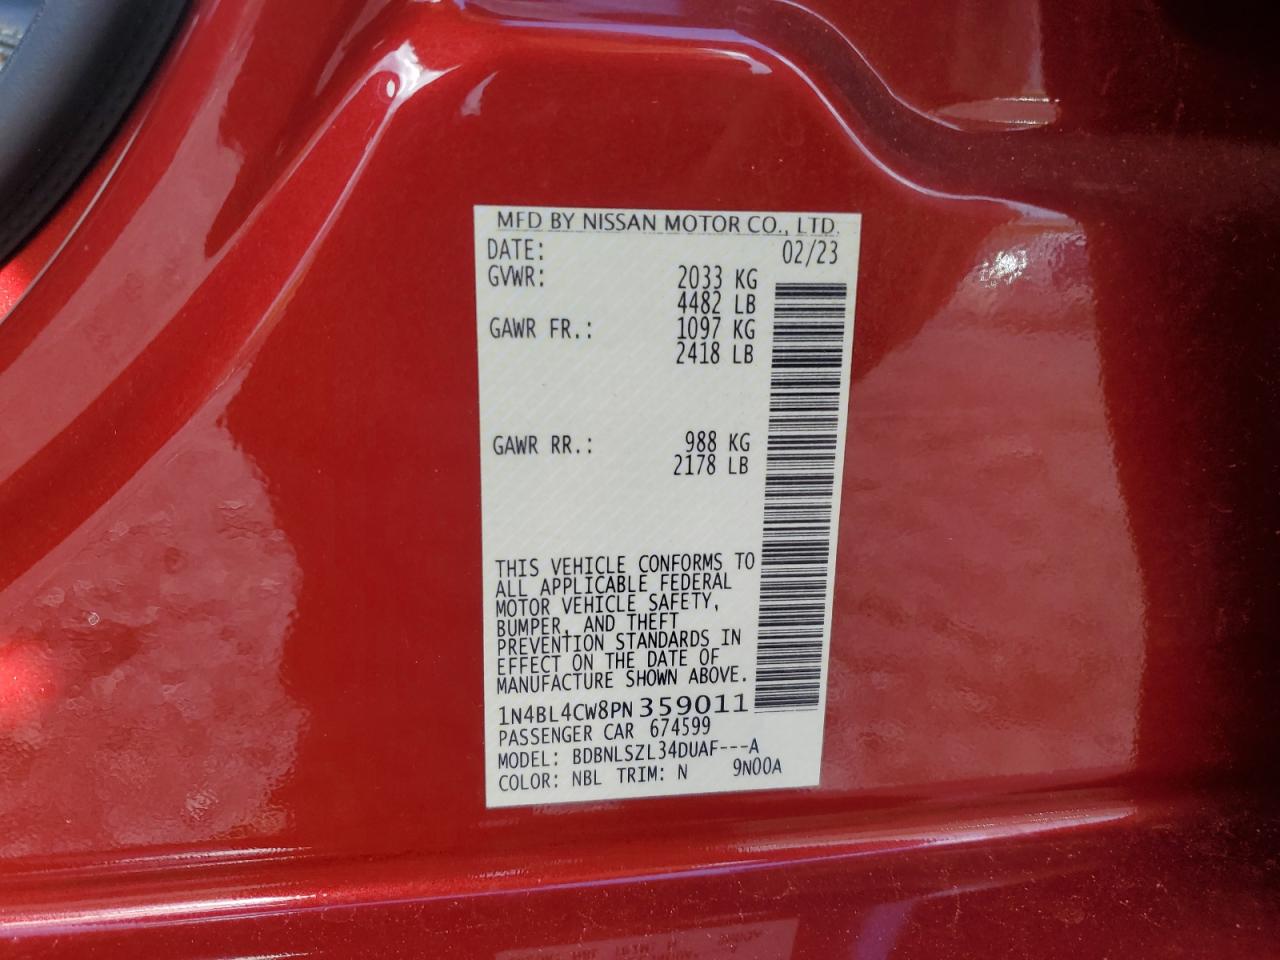 MFD BY NISSAN MOTOR CO., LTD.
DATE: 02/23
GVWR: 2033 KG
4482 LB
GAWR FR.: 1097 KG
2418 LB
GAWR RR.: 988 KG
2178 LB
THIS VEHICLE CONFORMS TO
ALL APPLICABLE FEDERAL
MOTOR VEHICLE SAFETY,
BUMPER, AND THEFT
PREVENTION STANDARDS IN
EFFECT ON THE DATE OF
MANUFACTURE SHOWN ABOVE.
1N4BL4CW8PN359011
PASSENGER CAR 674599
MODEL: BDBNLSZL34DUAF---A
COLOR: NBL TRIM: N 9N00A